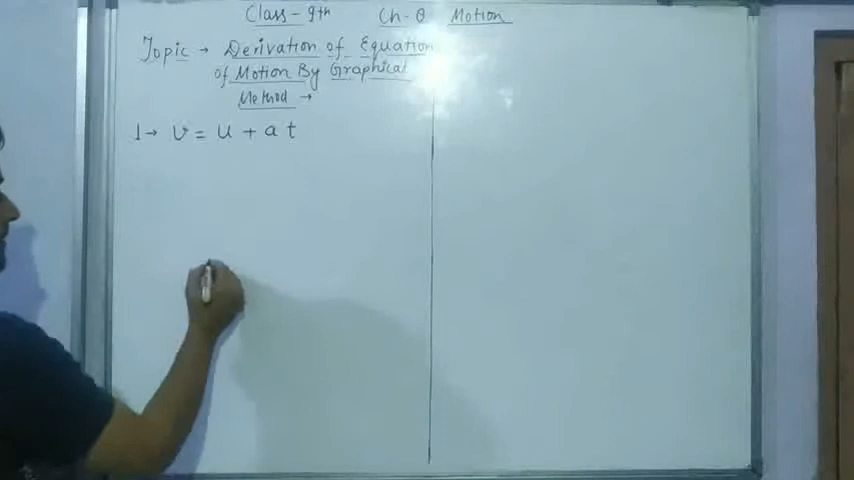 Class - 9th Ch - 8 Motion
Topic → Derivation of Equation
of Motion By Graphical
Method →
1 → v = u + a t